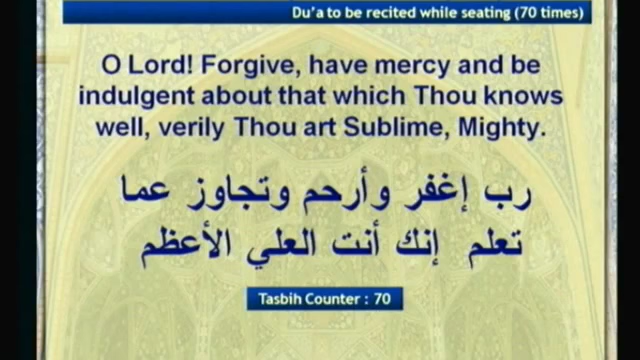 Du'a to be recited while seating (70 times)
O Lord! Forgive, have mercy and be
indulgent about that which Thou knows
well, verily Thou art Sublime, Mighty.
رب إغفر وأرحم وتجاوز عما
تعلم إنك أنت العلي الأعظم
Tasbih Counter : 70